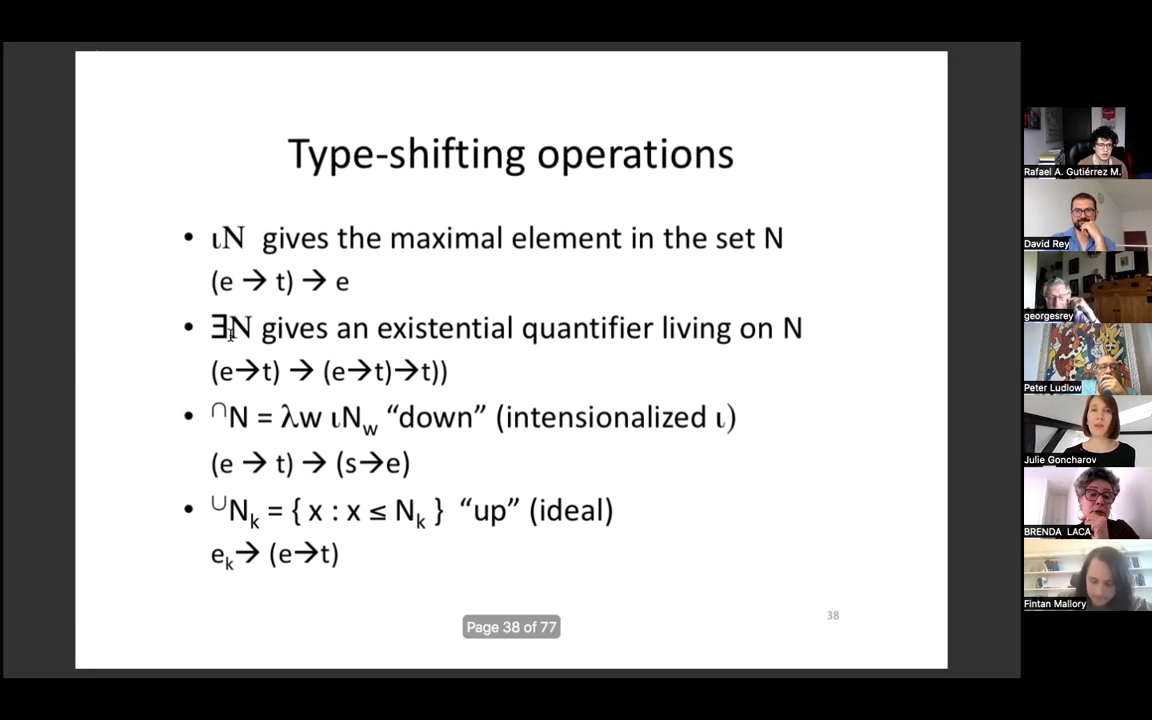 Type-shifting operations
• ιN gives the maximal element in the set N
(e → t) → e
• ∃N gives an existential quantifier living on N
(e→t) → (e→t)→t))
• ∩N = λw ιNw “down” (intensionalized ι)
(e → t) → (s→e)
• ∪Nk = { x : x ≤ Nk } “up” (ideal)
ek→ (e→t)
38
Page 38 of 77
Rafael A. Gutiérrez M.
David Rey
georgesrey
Peter Ludlow
Julie Goncharov
BRENDA LACA
Fintan Mallory